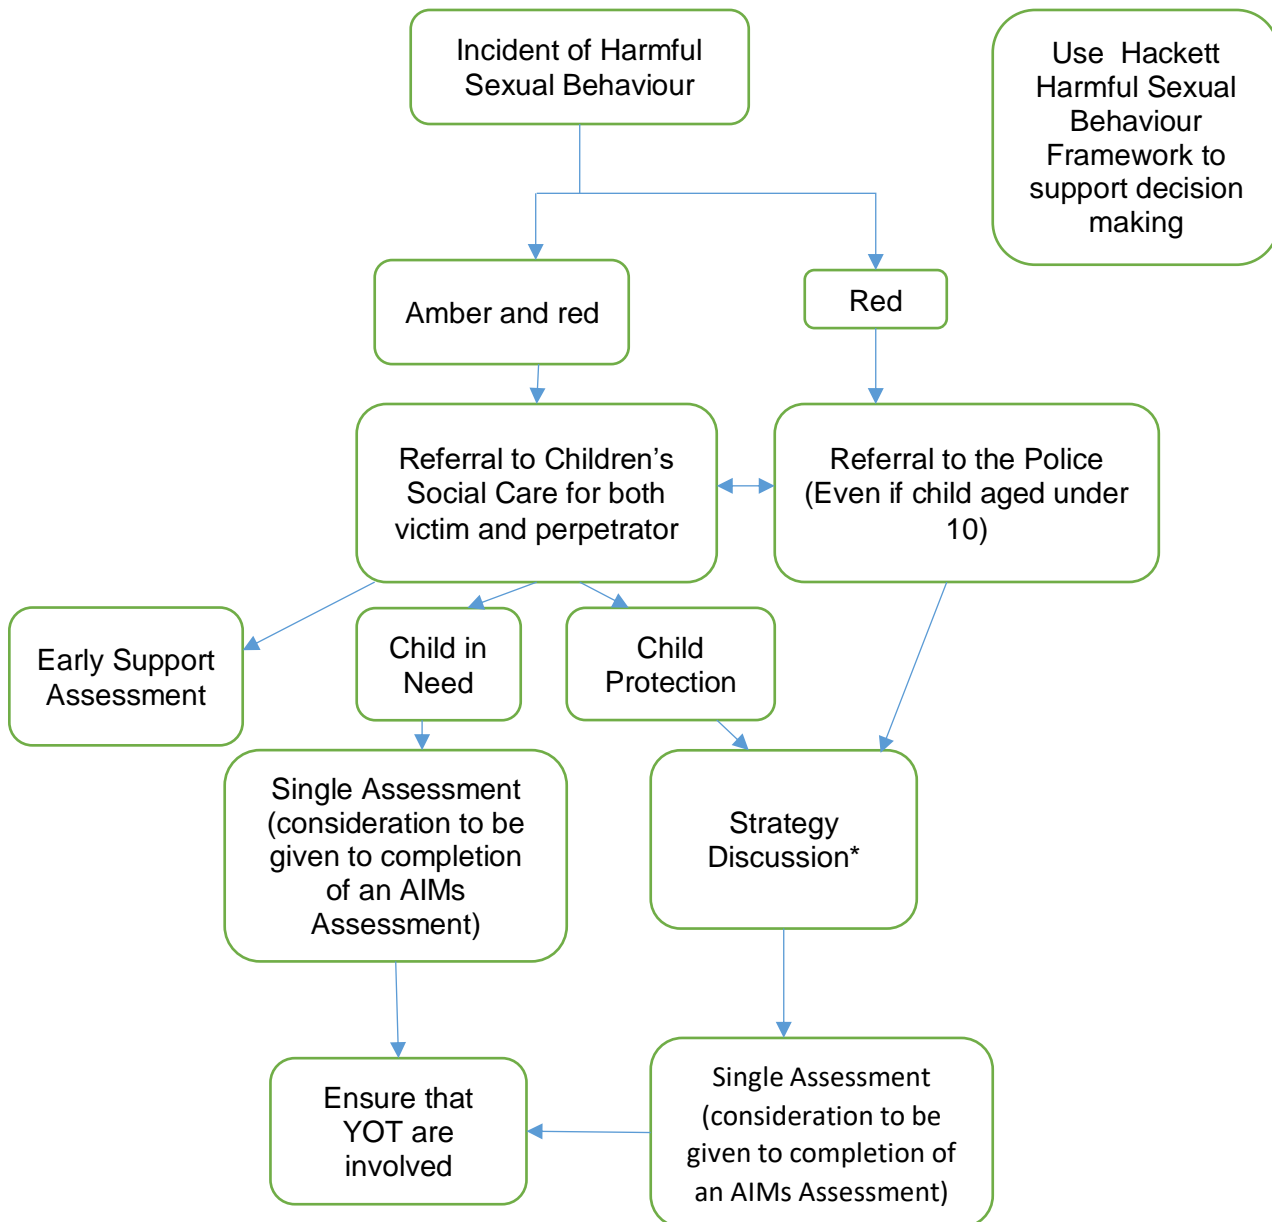 Incident of Harmful
Sexual Behaviour
Use Hackett
Harmful Sexual
Behaviour
Framework to
support decision
making
Amber and red
Red
Referral to Children’s
Social Care for both
victim and perpetrator
Referral to the Police
(Even if child aged under
10)
Early Support
Assessment
Child in
Need
Child
Protection
Single Assessment
(consideration to be
given to completion
of an AIMs
Assessment)
Strategy
Discussion*
Ensure that
YOT are
involved
Single Assessment
(consideration to be
given to completion of
an AIMs Assessment)